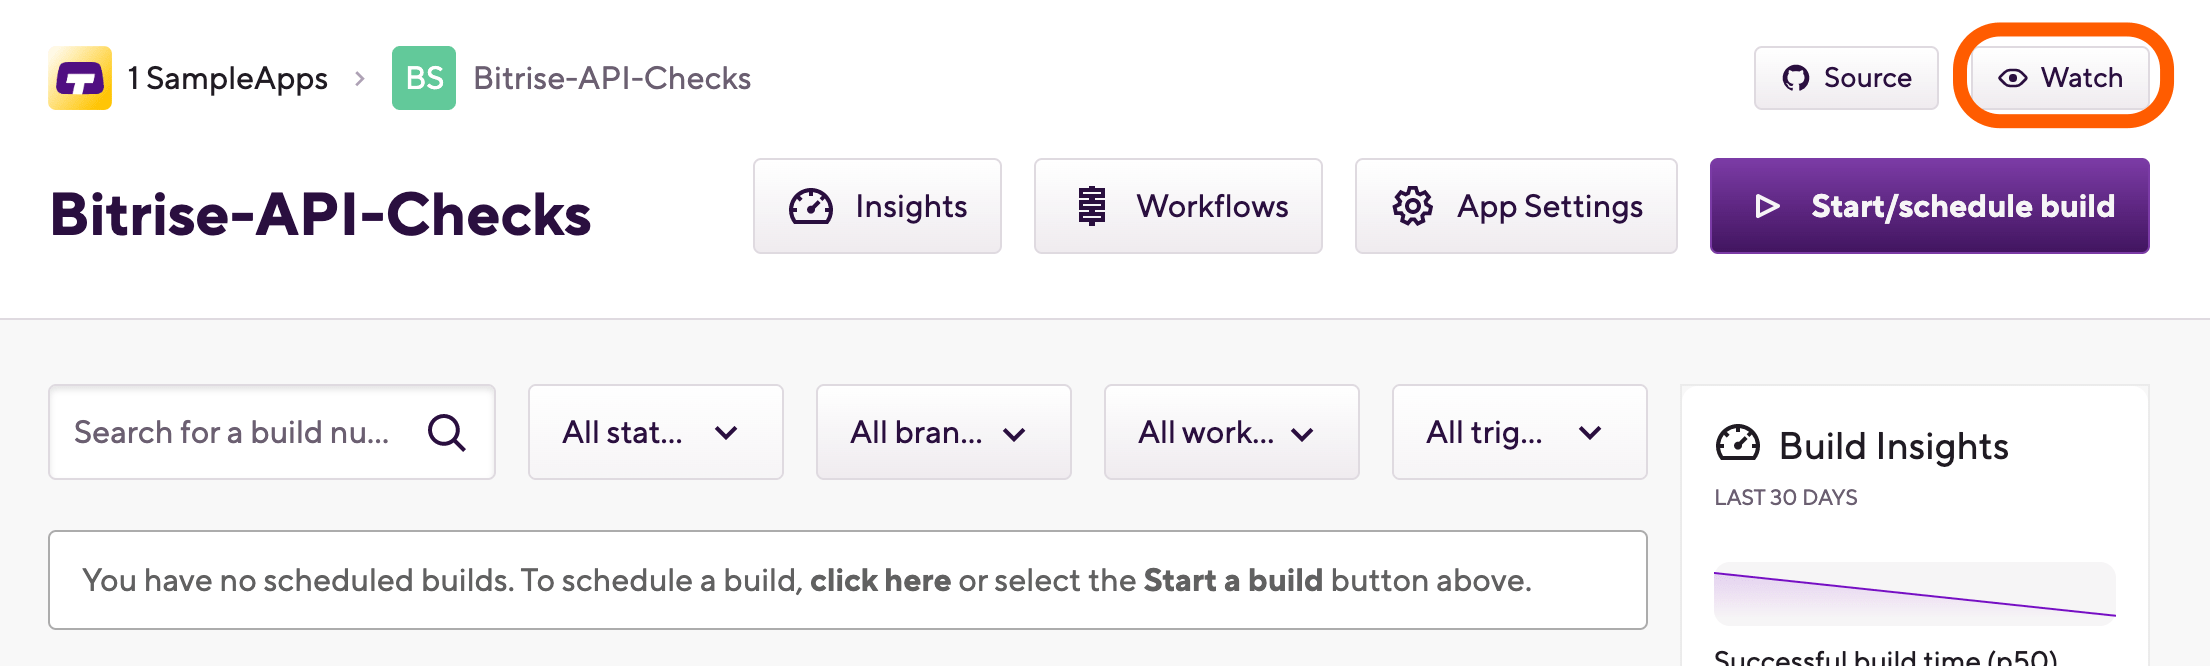 1 SampleApps
BS
Bitrise-API-Checks
Source
Watch
Bitrise-API-Checks
Insights
Workflows
App Settings
Start/schedule build
Search for a build nu...
All stat...
All bran...
All work...
All trig...
You have no scheduled builds. To schedule a build, click here or select the Start a build button above.
Build Insights
LAST 30 DAYS
Successful build time (p50)